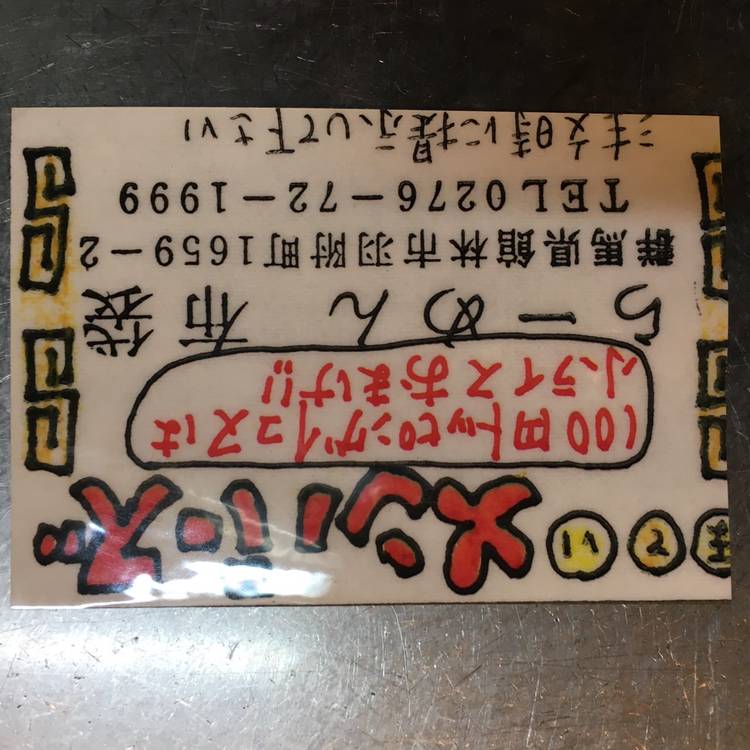 メンバーズ
100円トッピング1コ又は
小ライスおまけ!!
らーめん 布袋
群馬県館林市羽附町1659－2
TEL0276－72－1999
注文時に提示して下さい